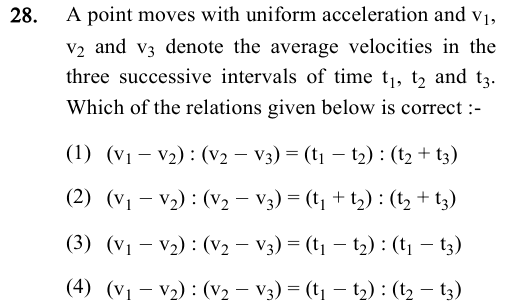 28. A point moves with uniform acceleration and v₁,
v₂ and v₃ denote the average velocities in the
three successive intervals of time t₁, t₂ and t₃.
Which of the relations given below is correct :-
(1) (v₁ – v₂) : (v₂ – v₃) = (t₁ – t₂) : (t₂ + t₃)
(2) (v₁ – v₂) : (v₂ – v₃) = (t₁ + t₂) : (t₂ + t₃)
(3) (v₁ – v₂) : (v₂ – v₃) = (t₁ – t₂) : (t₁ – t₃)
(4) (v₁ – v₂) : (v₂ – v₃) = (t₁ – t₂) : (t₂ – t₃)